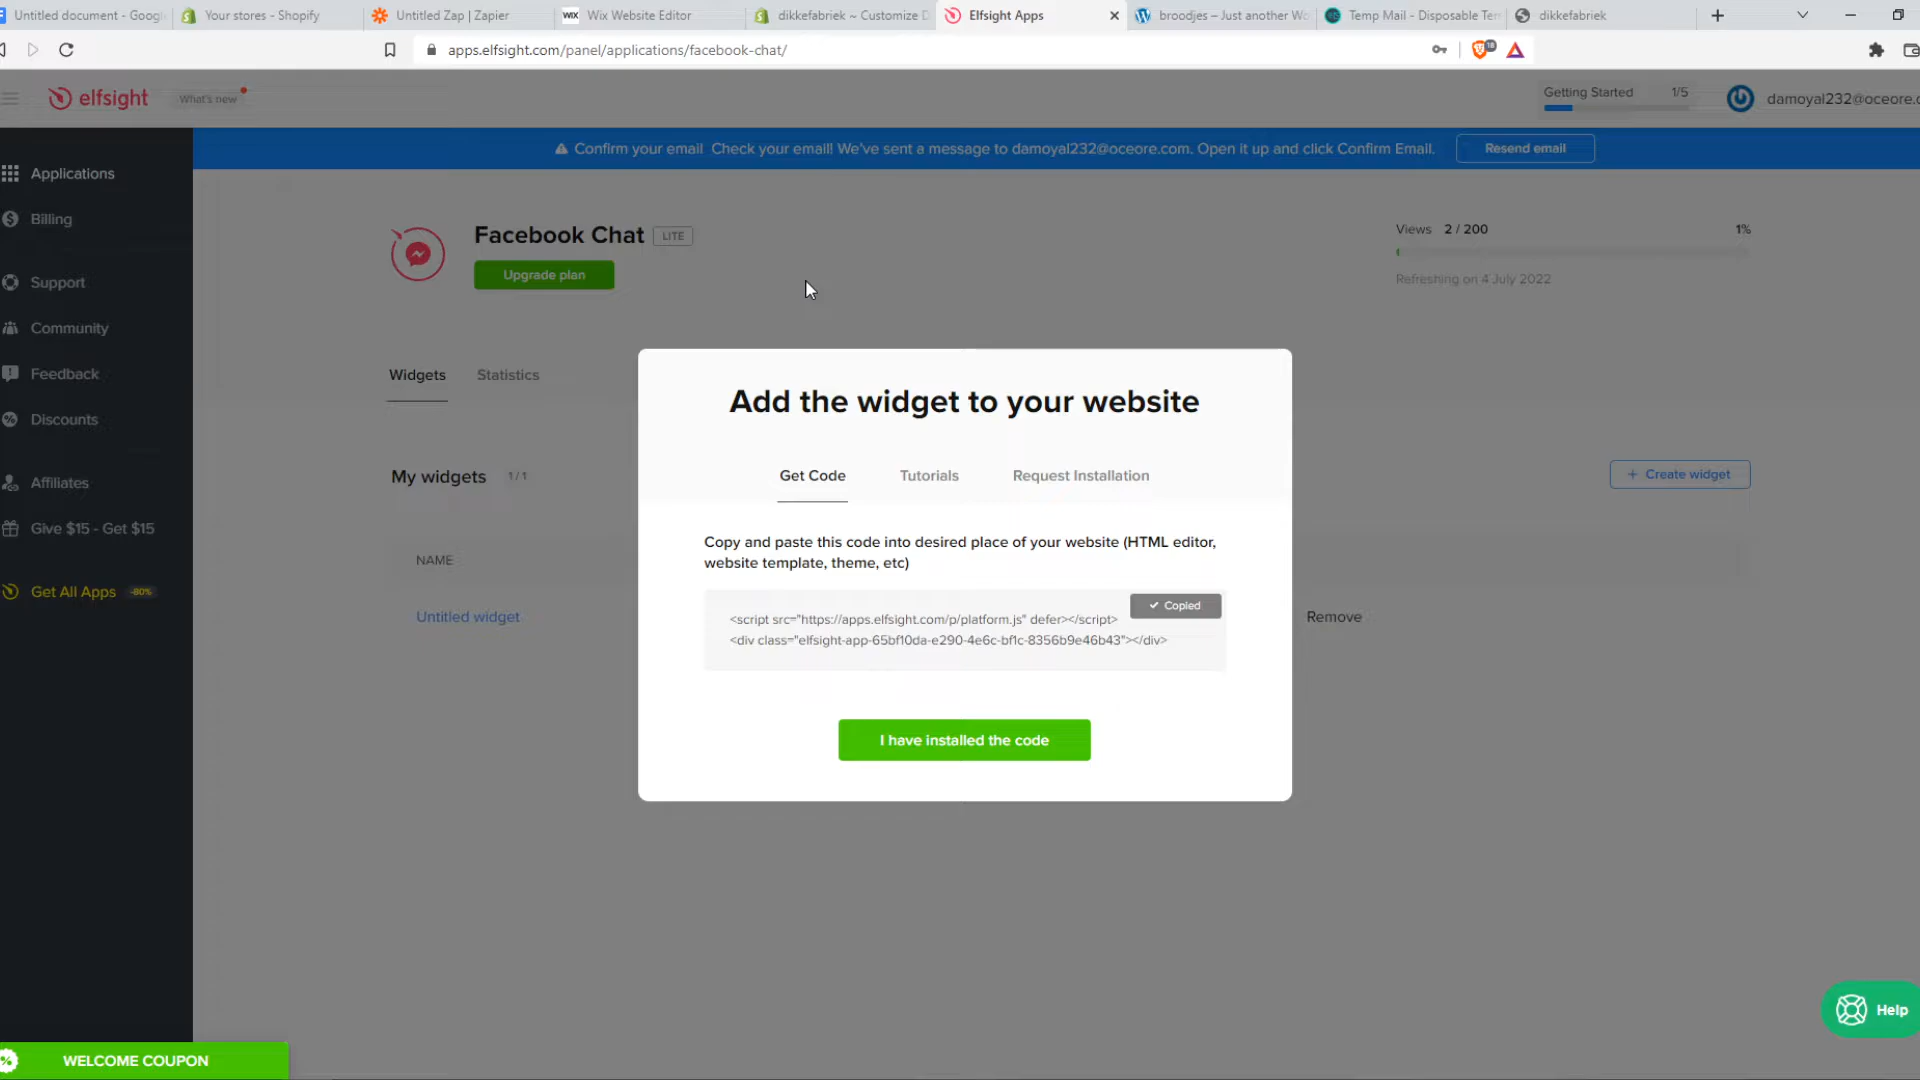 Untitled document - Googl
Your stores - Shopify
Untitled Zap | Zapier
WIX Wix Website Editor
dikkefabriek ~ Customize D
Elfsight Apps
broodjes – Just another Wo
Temp Mail - Disposable Tem
dikkefabriek
apps.elfsight.com/panel/applications/facebook-chat/
18
elfsight
What's new
Getting Started 1/5
damoyal232@oceore.c
Confirm your email Check your email! We've sent a message to damoyal232@oceore.com. Open it up and click Confirm Email.
Resend email
Applications
Billing
Support
Community
Feedback
Discounts
Affiliates
Give $15 - Get $15
Get All Apps -80%
WELCOME COUPON
Facebook Chat LITE
Upgrade plan
Views 2 / 200 1%
Refreshing on 4 July 2022
Widgets Statistics
My widgets 1 / 1
+ Create widget
NAME
Untitled widget
Remove
Add the widget to your website
Get Code Tutorials Request Installation
Copy and paste this code into desired place of your website (HTML editor,
website template, theme, etc)
Copied
<script src="https://apps.elfsight.com/p/platform.js" defer></script>
<div class="elfsight-app-65bf10da-e290-4e6c-bf1c-8356b9e46b43"></div>
I have installed the code
Help